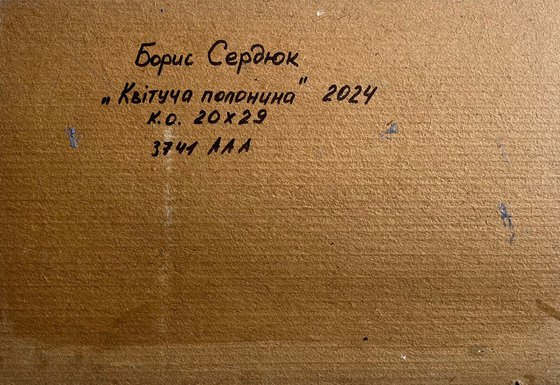 Борис Сердюк
„Квітуча полонина" 2024
к.о. 20х29
3741 ААА